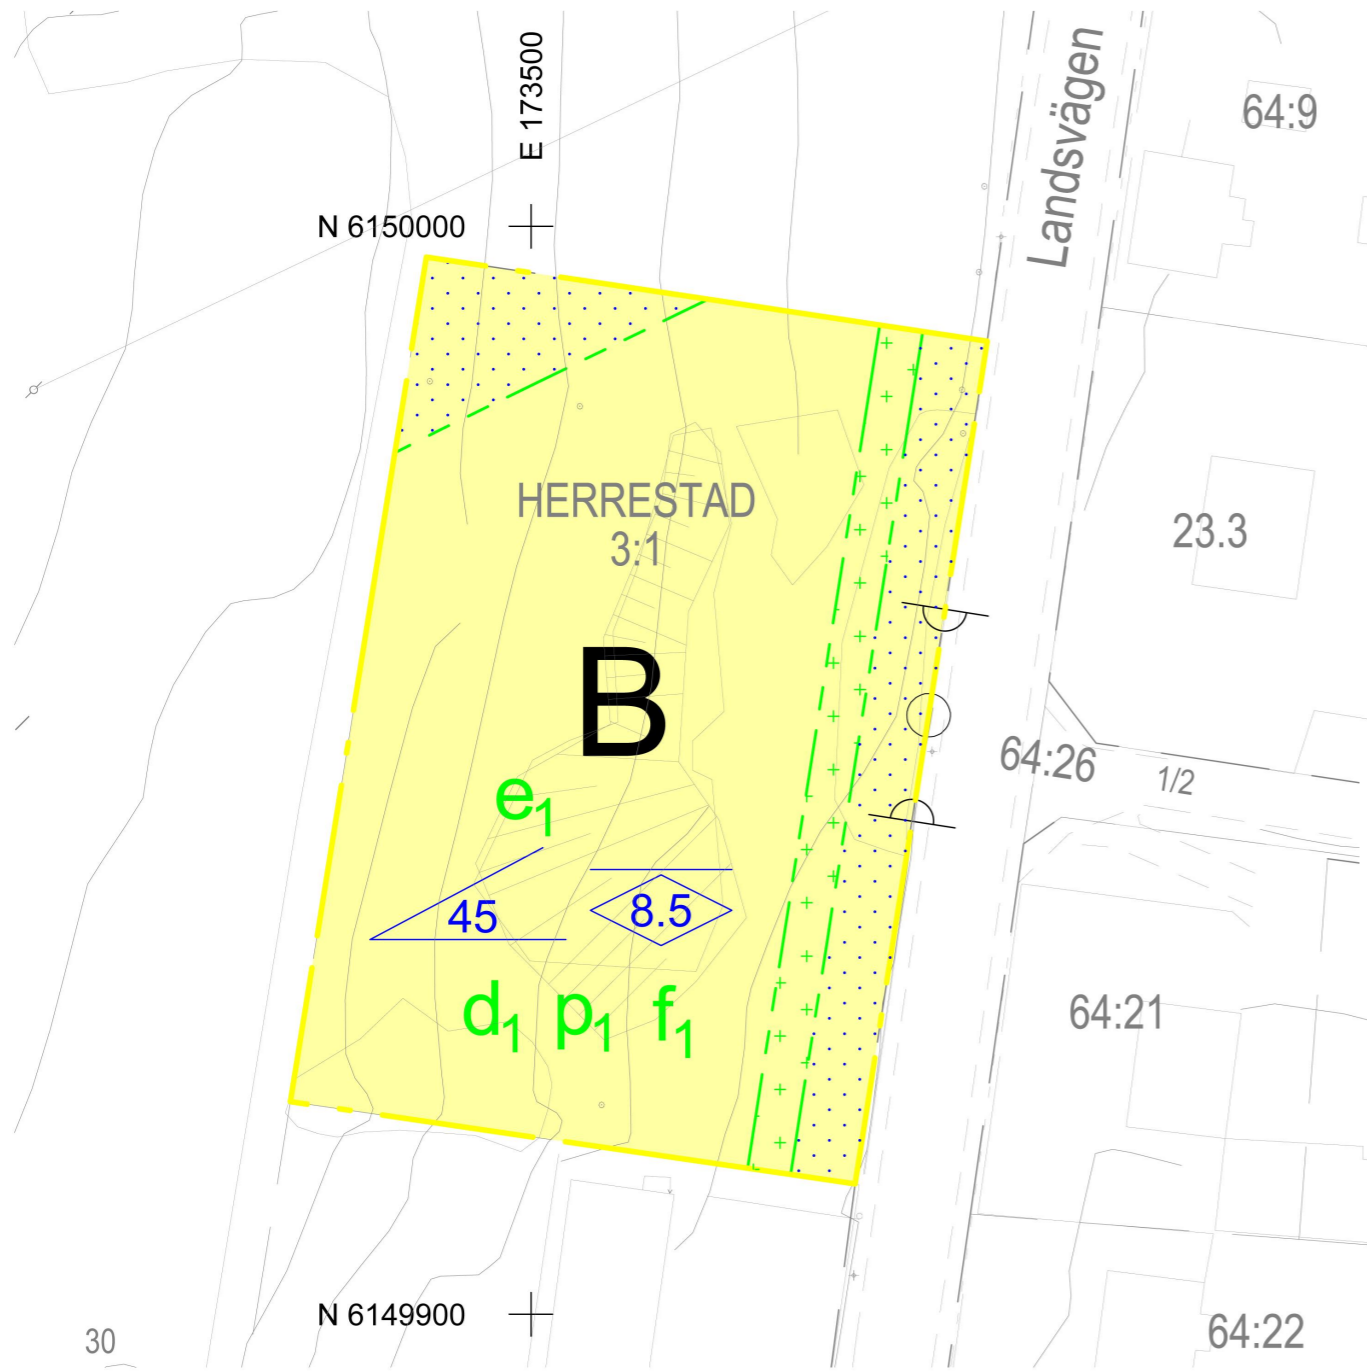 E 173500
Landsvägen
64:9
N 6150000
HERRESTAD
3:1
23.3
B
64:26
1/2
e1
45
8.5
d1 p1 f1
64:21
N 6149900
30
64:22